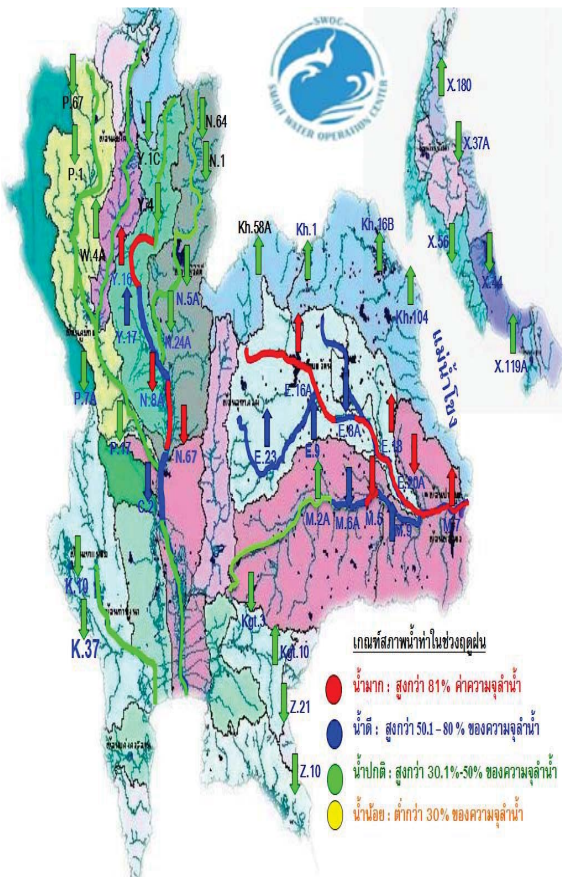 SWOC
SMART WATER OPERATION CENTER
P.67
P.1
W.4A
Y.1C
Y.4
N.64
N.1
Y.16
Y.17
N.5A
N.24A
P.7A
N.8A
P.17
N.67
C.2
K.10
K.37
Kh.58A
Kh.1
Kh.16B
Kh.104
แม่น้ำโขง
E.16A
E.8A
E.23
E.9
E.18
E.20A
M.2A
M.6A
M.5
M.9
M.7
Kgt.3
Kgt.10
Z.21
Z.10
X.180
X.37A
X.56
X.44
X.119A
เกณฑ์สภาพน้ำท่าในช่วงฤดูฝน
น้ำมาก : สูงกว่า 81% ค่าความจุลำน้ำ
น้ำดี : สูงกว่า 50.1 – 80 % ของความจุลำน้ำ
น้ำปกติ : สูงกว่า 30.1%-50% ของความจุลำน้ำ
น้ำน้อย : ต่ำกว่า 30% ของความจุลำน้ำ